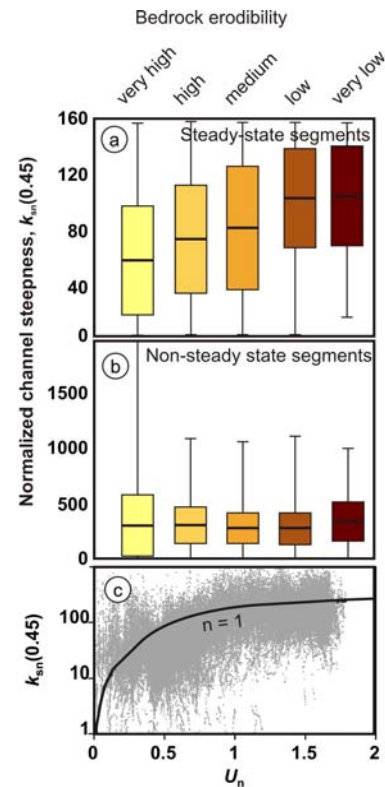 Bedrock erodibility
very high
high
medium
low
very low
Normalized channel steepness, ksn(0.45)
a
Steady-state segments
160
120
80
40
0
b
Non-steady state segments
1500
1000
500
0
c
ksn(0.45)
100
10
1
n = 1
0 0.5 1 1.5 2
Un